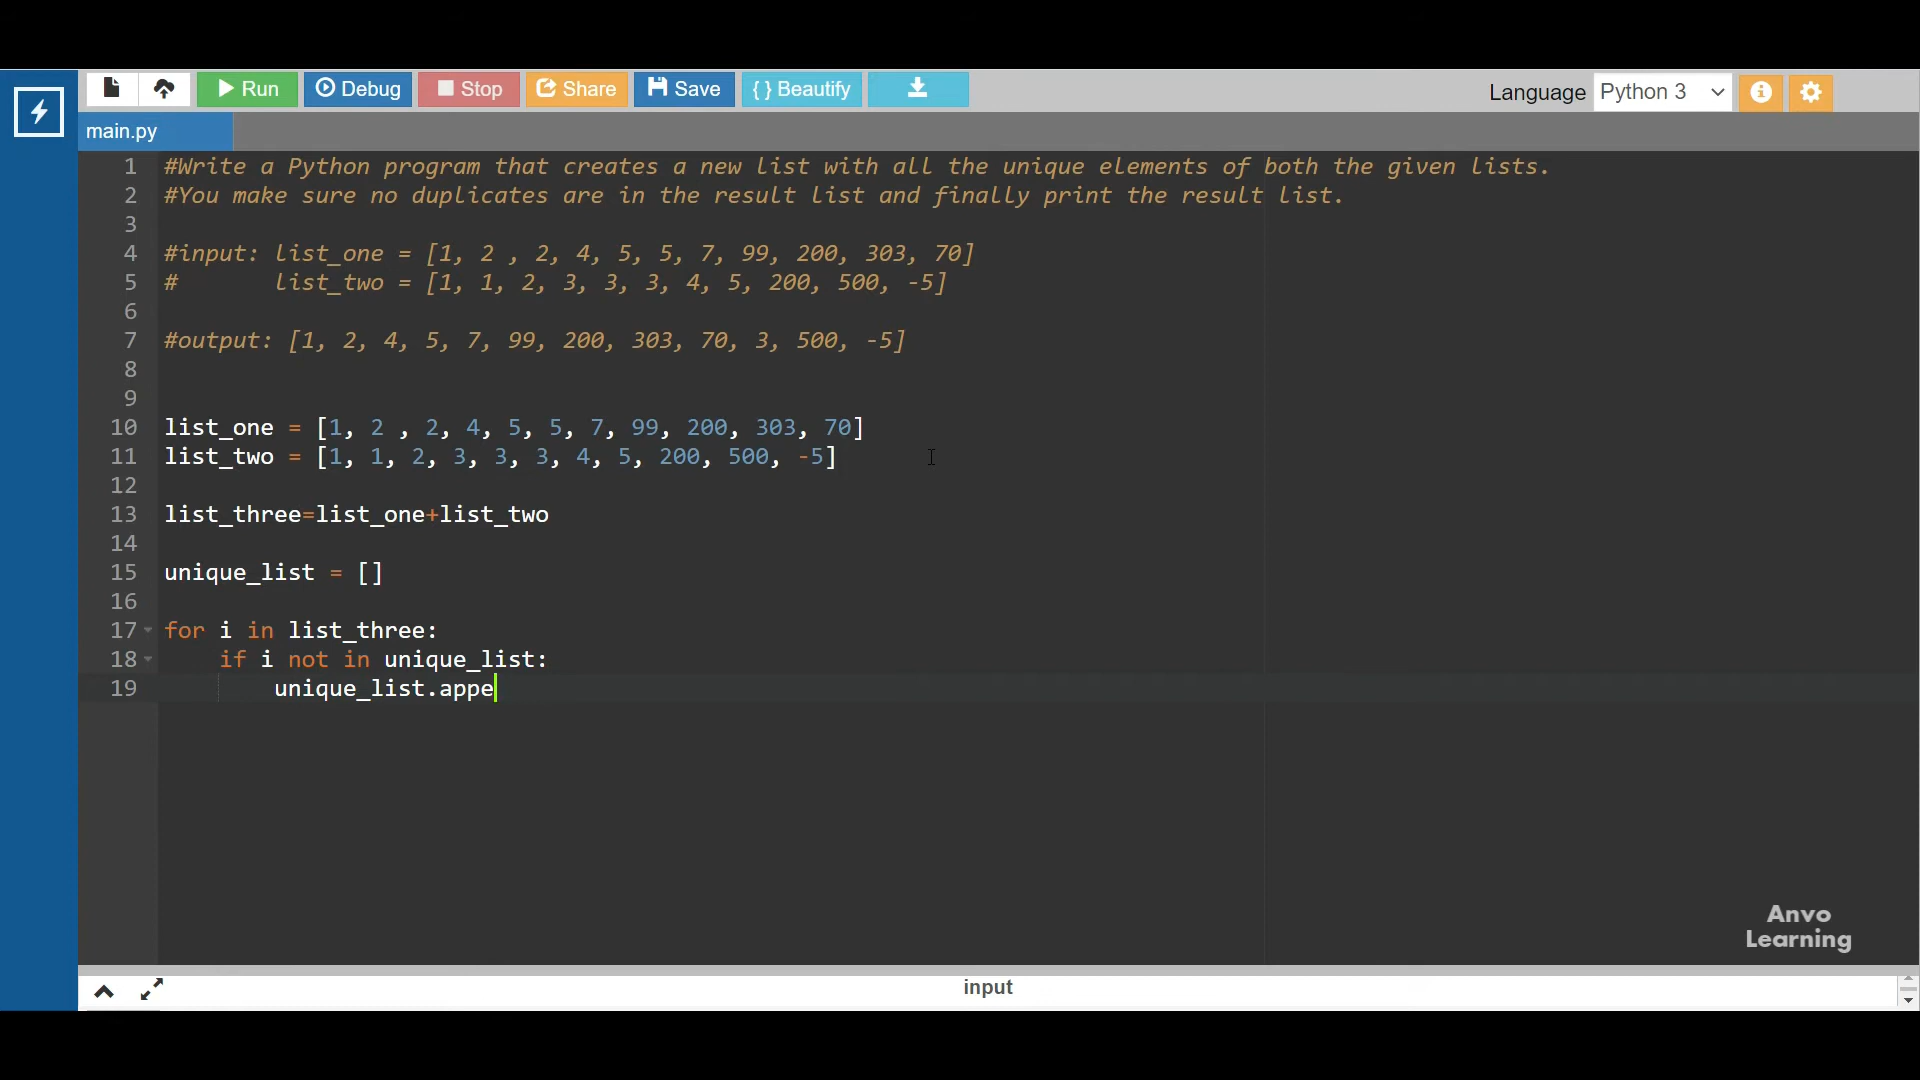 Run Debug Stop Share Save { } Beautify Language Python 3
main.py
1 #Write a Python program that creates a new list with all the unique elements of both the given lists.
2 #You make sure no duplicates are in the result list and finally print the result list.
3
4 #input: list_one = [1, 2 , 2, 4, 5, 5, 7, 99, 200, 303, 70]
5 #       list_two = [1, 1, 2, 3, 3, 3, 4, 5, 200, 500, -5]
6
7 #output: [1, 2, 4, 5, 7, 99, 200, 303, 70, 3, 500, -5]
8
9
10 list_one = [1, 2 , 2, 4, 5, 5, 7, 99, 200, 303, 70]
11 list_two = [1, 1, 2, 3, 3, 3, 4, 5, 200, 500, -5]
12
13 list_three=list_one+list_two
14
15 unique_list = []
16
17 for i in list_three:
18     if i not in unique_list:
19         unique_list.appe
Anvo
Learning
input